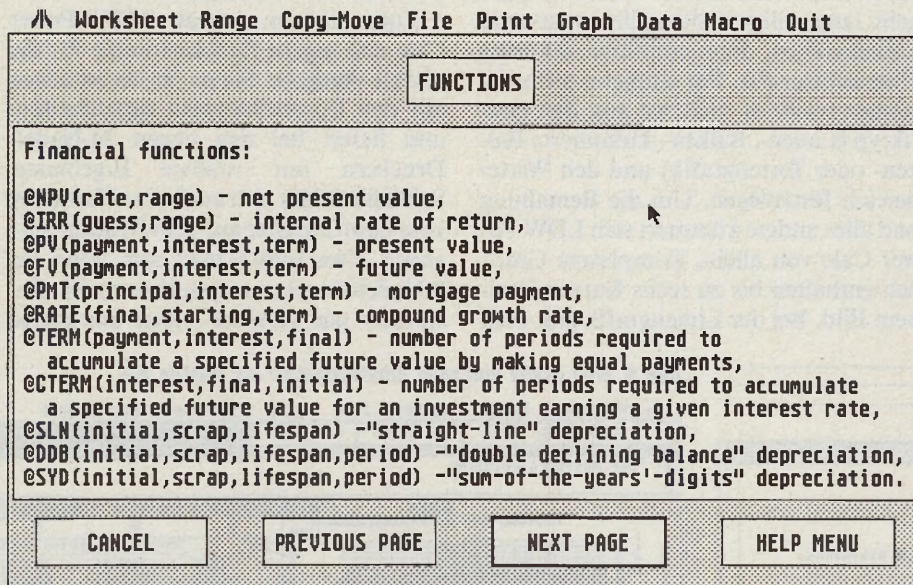 Worksheet Range Copy-Move File Print Graph Data Macro Quit
FUNCTIONS
Financial functions:
@NPV(rate,range) - net present value,
@IRR(guess,range) - internal rate of return,
@PV(payment,interest,term) - present value,
@FV(payment,interest,term) - future value,
@PMT(principal,interest,term) - mortgage payment,
@RATE(final,starting,term) - compound growth rate,
@TERM(payment,interest,final) - number of periods required to
accumulate a specified future value by making equal payments,
@CTERM(interest,final,initial) - number of periods required to accumulate
a specified future value for an investment earning a given interest rate,
@SLN(initial,scrap,lifespan) -"straight-line" depreciation,
@DDB(initial,scrap,lifespan,period) -"double declining balance" depreciation,
@SYD(initial,scrap,lifespan,period) -"sum-of-the-years'-digits" depreciation.
CANCEL
PREVIOUS PAGE
NEXT PAGE
HELP MENU